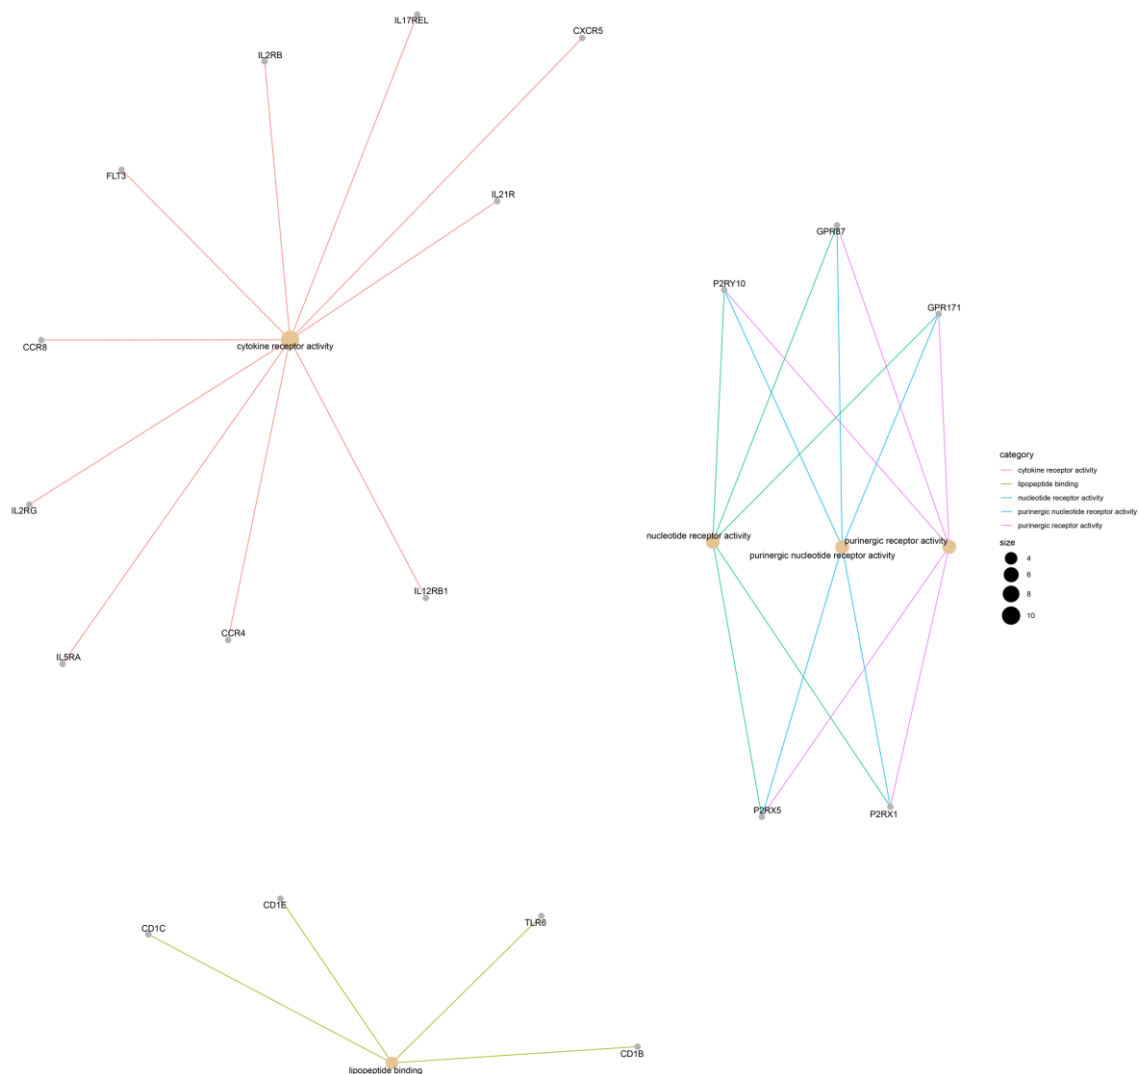 IL17REL
CXCR5
IL2RB
FLT3
IL21R
CCR8
cytokine receptor activity
IL2RG
IL12RB1
CCR4
IL5RA
GPR87
P2RY10
GPR171
nucleotide receptor activity
purinergic receptor activity
purinergic nucleotide receptor activity
P2RX5
P2RX1
category
cytokine receptor activity
lipopeptide binding
nucleotide receptor activity
purinergic nucleotide receptor activity
purinergic receptor activity
size
4
6
8
10
CD1E
TLR6
CD1C
CD1B
lipopeptide binding